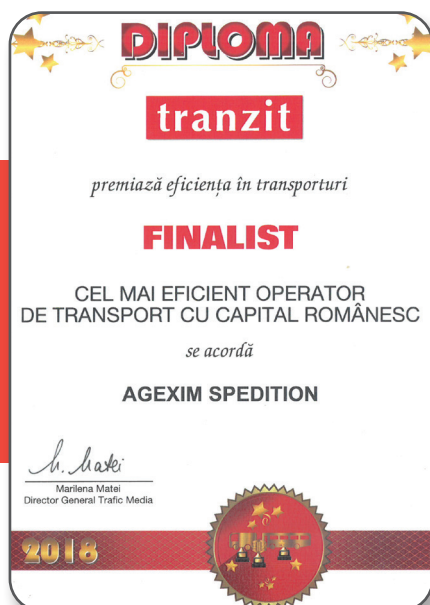 DIPLOMA
tranzit
premiază eficiența în transporturi
FINALIST
CEL MAI EFICIENT OPERATOR
DE TRANSPORT CU CAPITAL ROMÂNESC
se acordă
AGEXIM SPEDITION
M. Matei
Marilena Matei
Director General Trafic Media
2018